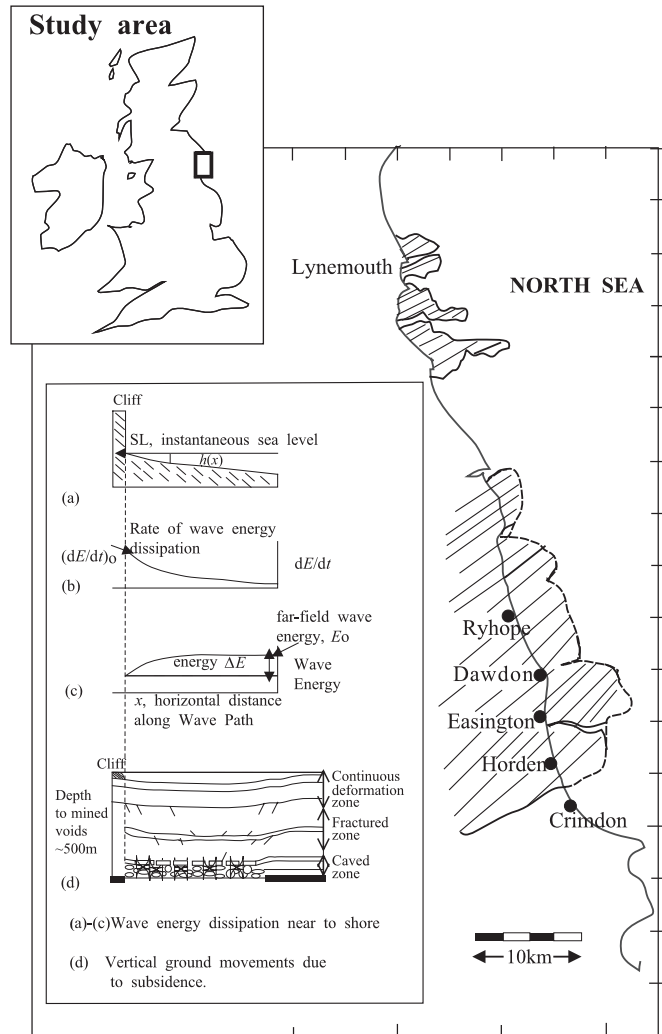 Study area
Lynemouth
NORTH SEA
Ryhope
Dawdon
Easington
Horden
Crimdon
10km
Cliff
SL, instantaneous sea level
h(x)
(a)
Rate of wave energy
dissipation
(dE/dt)o
dE/dt
(b)
far-field wave
energy, Eo
energy ΔE
Wave
Energy
(c)
x, horizontal distance
along Wave Path
Cliff
Continuous
deformation
zone
Depth
to mined
voids
~500m
Fractured
zone
Caved
zone
(d)
(a)-(c)Wave energy dissipation near to shore
(d) Vertical ground movements due
to subsidence.